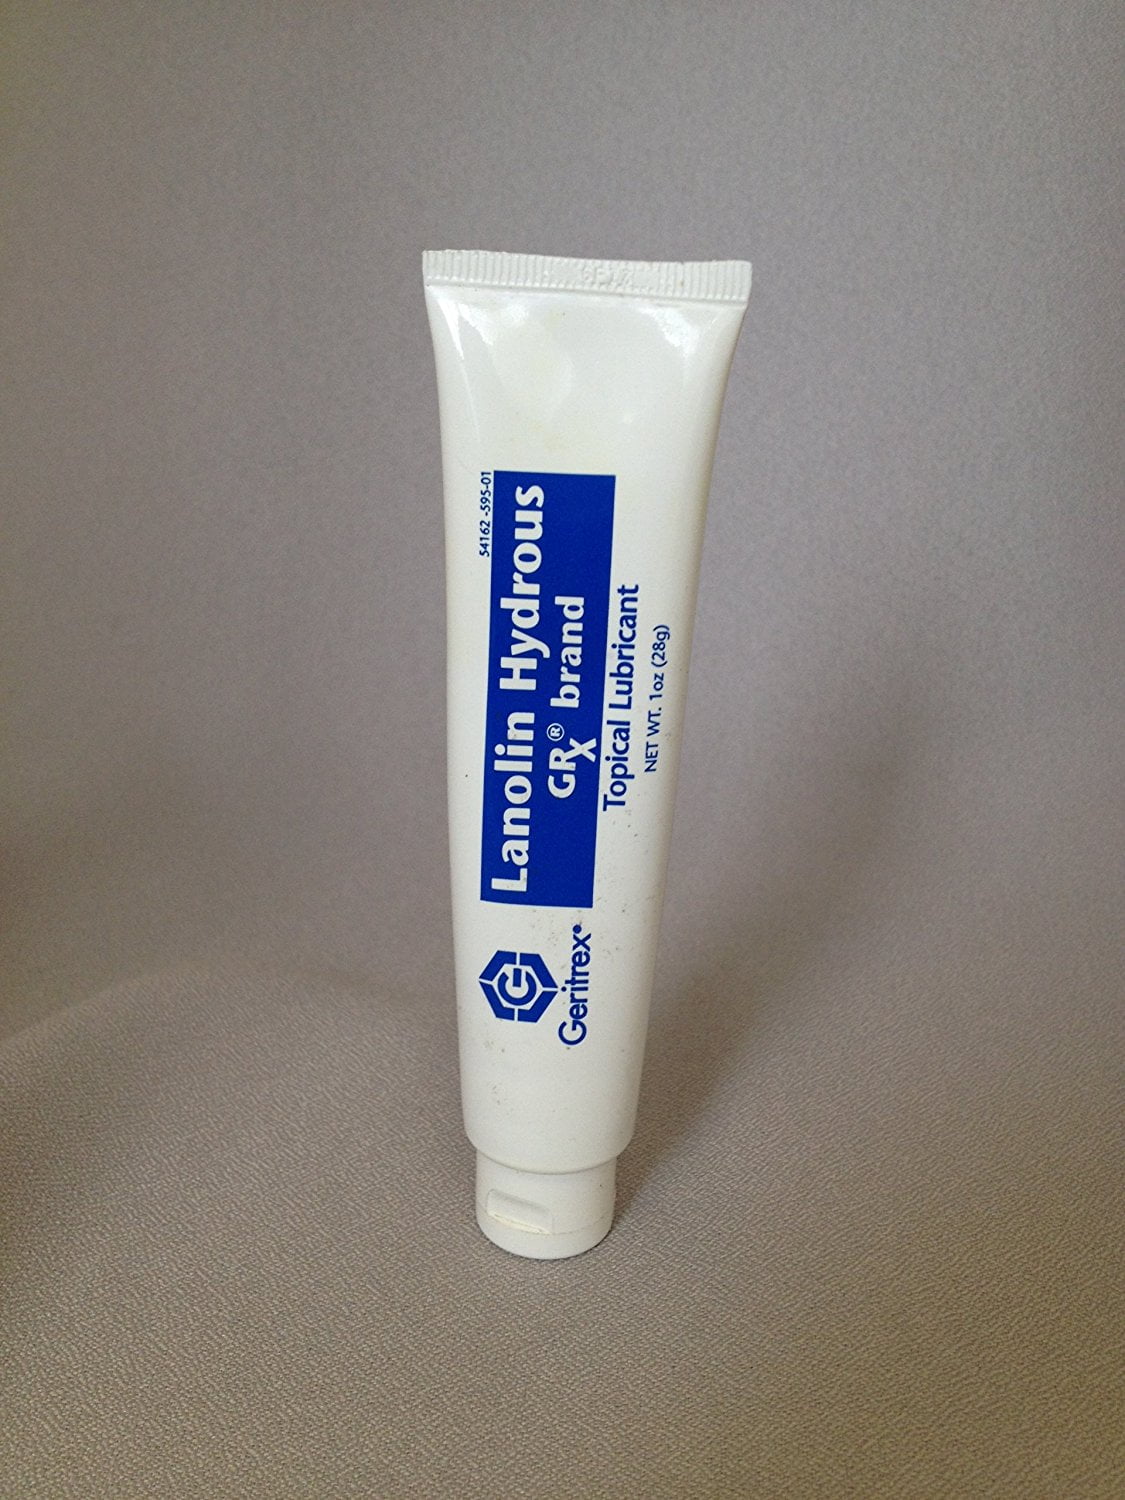 54162 -595-01
Lanolin Hydrous
GRx® brand
Topical Lubricant
NET WT. 1oz (28g)
G
Geritrex